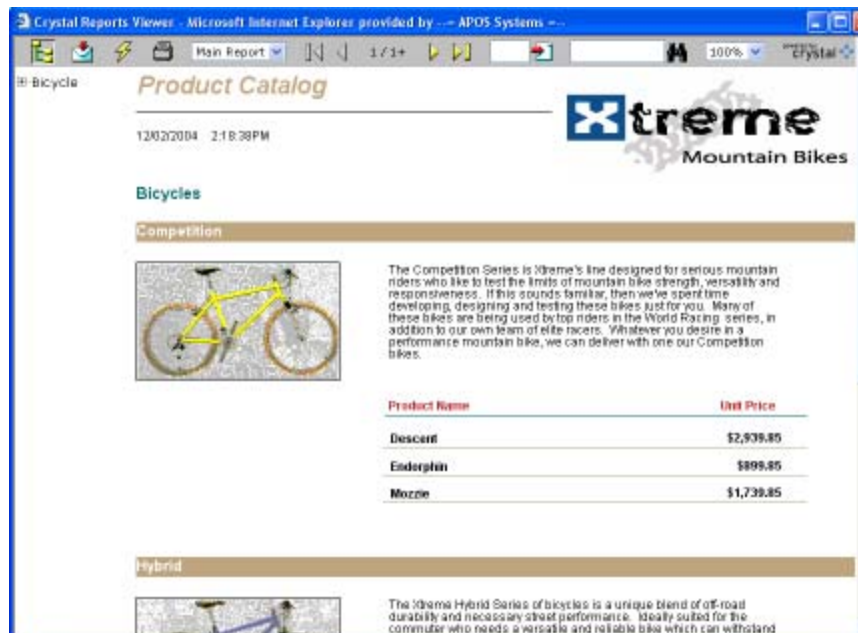 Crystal Reports Viewer - Microsoft Internet Explorer provided by --= APOS Systems =--
Main Report 1 / 1+ 100% crystal
Bicycle
Product Catalog
Xtreme
Mountain Bikes
12/02/2004 2:18:38PM
Bicycles
Competition
The Competition Series is Xtreme's line designed for serious mountain
riders who like to test the limits of mountain bike strength, versatility and
responsiveness. If this sounds familiar, then we've spent time
developing, designing and testing these bikes just for you. Many of
these bikes are being used by top riders in the World Racing series, in
addition to our own team of elite racers. Whatever you desire in a
performance mountain bike, we can deliver with one our Competition
bikes.
Product Name Unit Price
Descent $2,939.85
Endorphin $899.85
Mozzie $1,739.85
Hybrid
The Xtreme Hybrid Series of bicycles is a unique blend of off-road
durability and necessary street performance. Ideally suited for the
commuter who needs a versatile and reliable bike which can withstand